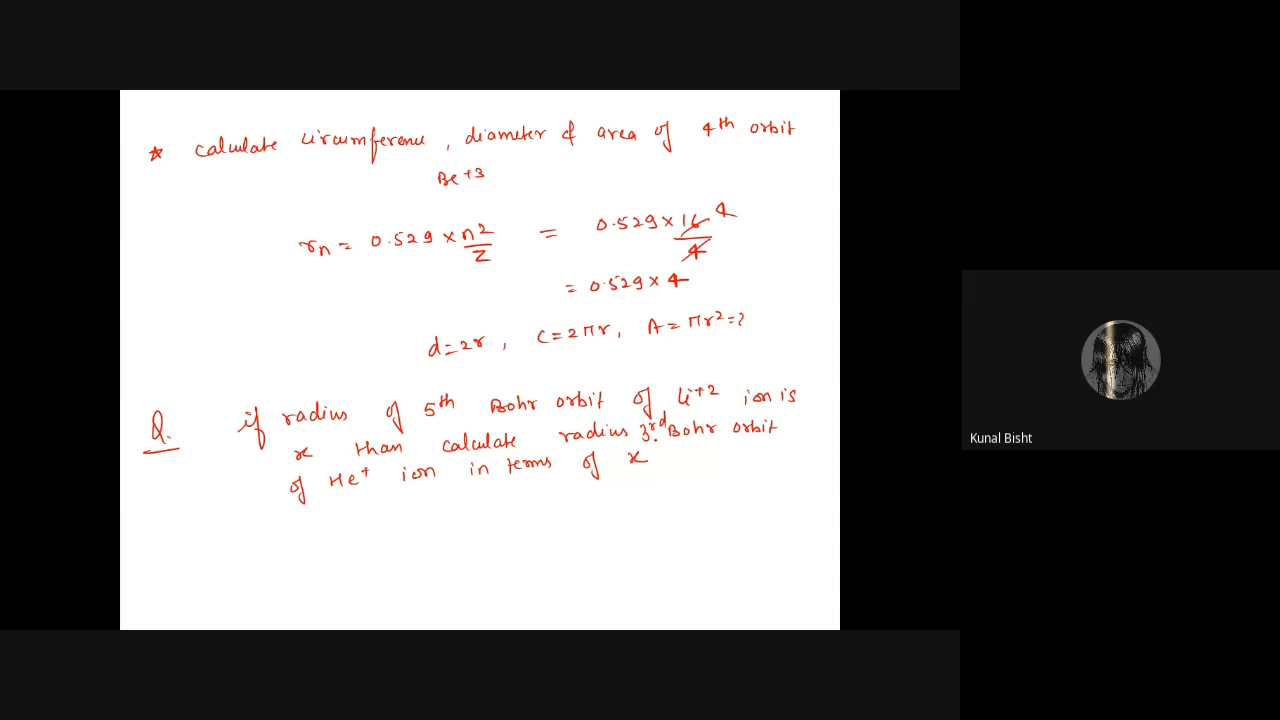 * calculate circumference, diameter & area of 4th orbit
Be+3
rn = 0.529 × n2/Z = 0.529 × 16/4 4
= 0.529 × 4
d=2r, C=2πr, A=πr2=?
Q. if radius of 5th Bohr orbit of Li+2 ion is
x than calculate radius 3rd Bohr orbit
of He+ ion in terms of x
Kunal Bisht